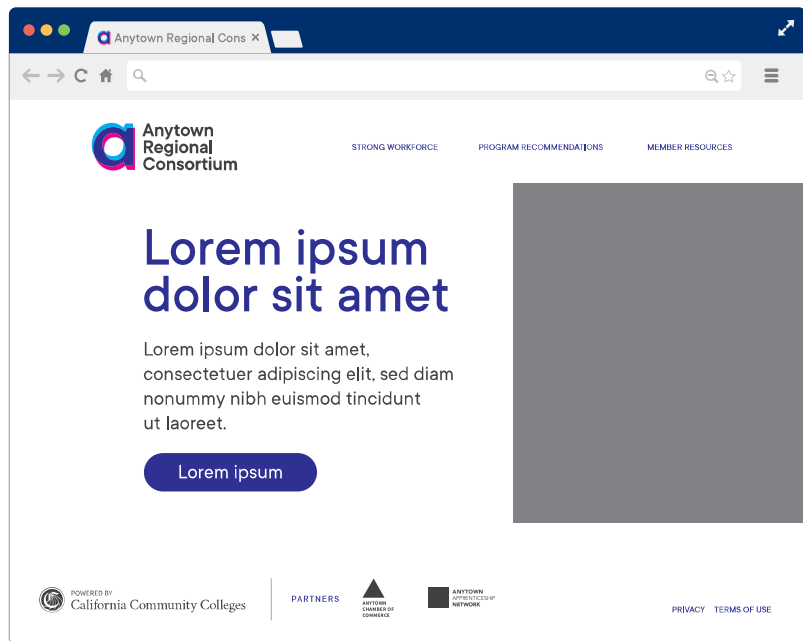 Anytown Regional Cons
Anytown
Regional
Consortium
STRONG WORKFORCE
PROGRAM RECOMMENDATIONS
MEMBER RESOURCES
Lorem ipsum
dolor sit amet
Lorem ipsum dolor sit amet,
consectetuer adipiscing elit, sed diam
nonummy nibh euismod tincidunt
ut laoreet.
Lorem ipsum
POWERED BY
California Community Colleges
PARTNERS
ANYTOWN
CHAMBER OF
COMMERCE
ANYTOWN
APPRENTICESHIP
NETWORK
PRIVACY
TERMS OF USE